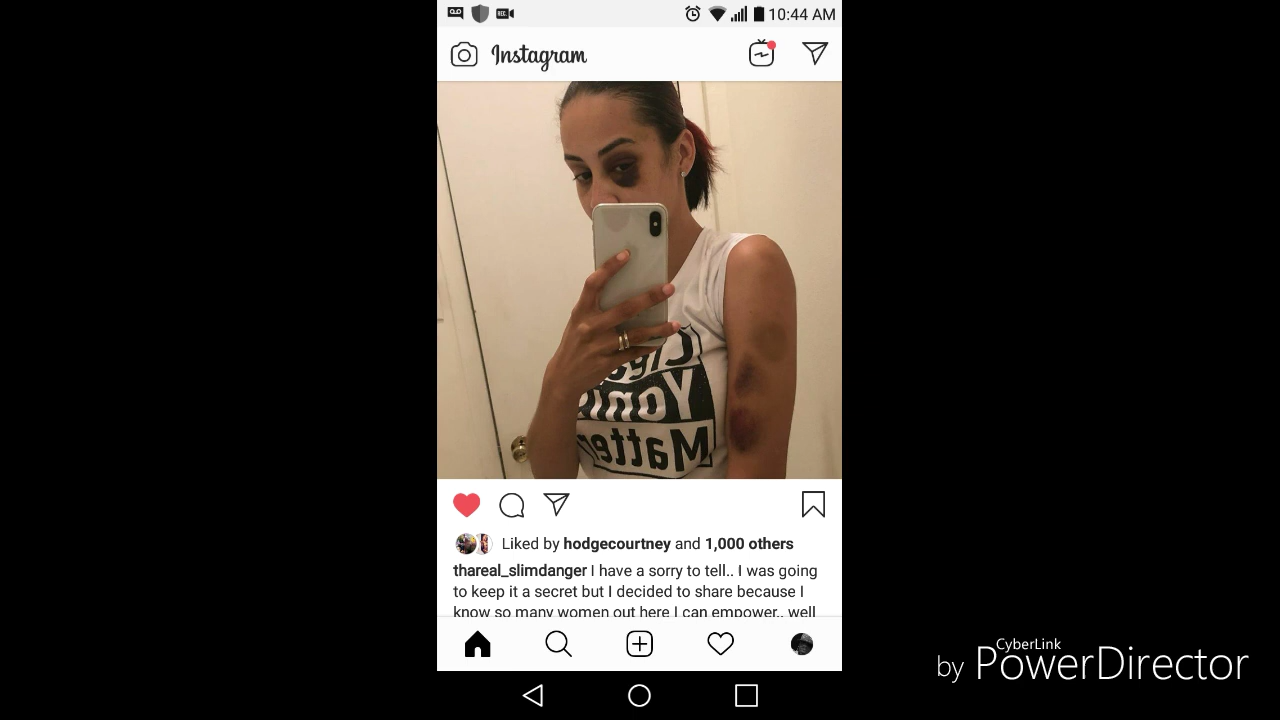 REC
10:44 AM
Instagram
Yoni
Matter
Liked by hodgecourtney and 1,000 others
thareal_slimdanger I have a sorry to tell.. I was going
to keep it a secret but I decided to share because I
know so many women out here I can empower.. well
CyberLink
by PowerDirector